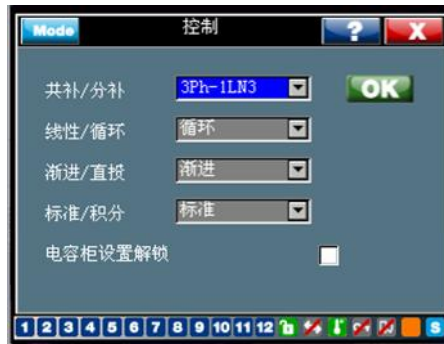 Mode 控制 ? X
共补/分补 3Ph-1LN3 OK
线性/循环 循环
渐进/直投 渐进
标准/积分 标准
电容柜设置解锁
1 2 3 4 5 6 7 8 9 10 11 12 S